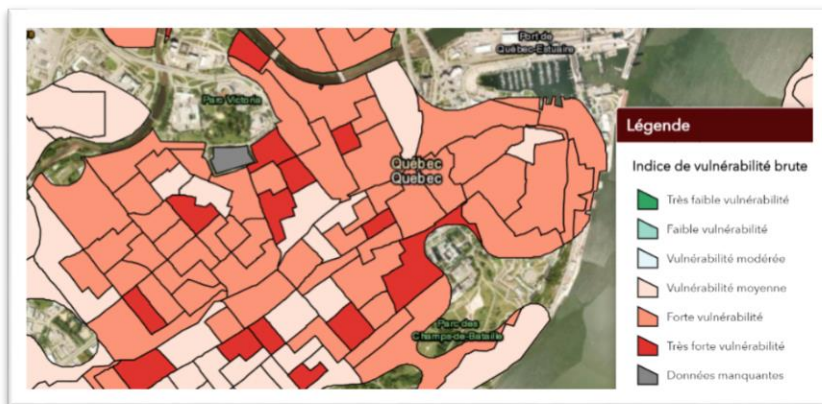 Port de
Québec-Estuaire
Parc Victoria
Québec
Québec
Parc des
Champs-de-Bataille
Légende
Indice de vulnérabilité brute
Très faible vulnérabilité
Faible vulnérabilité
Vulnérabilité modérée
Vulnérabilité moyenne
Forte vulnérabilité
Très forte vulnérabilité
Données manquantes